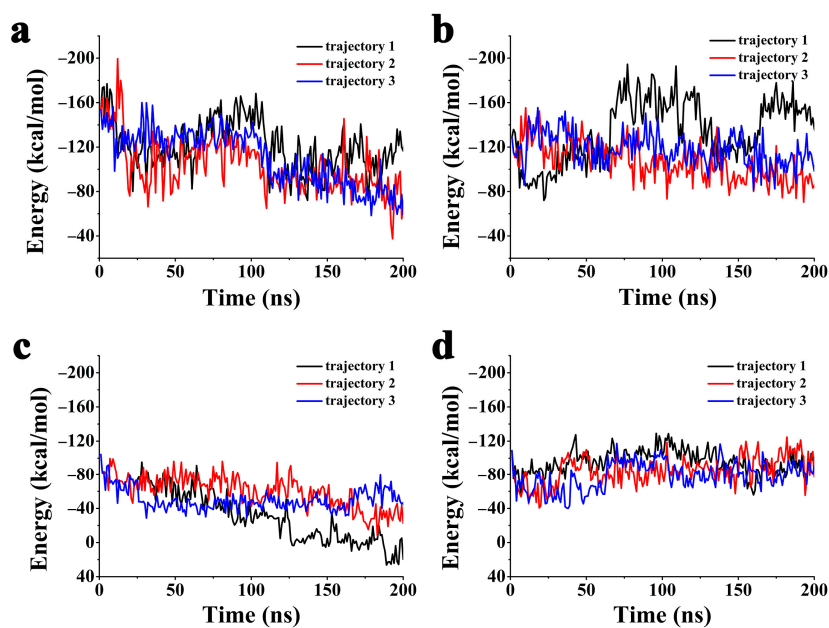 a
trajectory 1
trajectory 2
trajectory 3
Energy (kcal/mol)
−200
−160
−120
−80
−40
0 50 100 150 200
Time (ns)
b
trajectory 1
trajectory 2
trajectory 3
Energy (kcal/mol)
−200
−160
−120
−80
−40
0 50 100 150 200
Time (ns)
c
trajectory 1
trajectory 2
trajectory 3
Energy (kcal/mol)
−200
−160
−120
−80
−40
0
40
0 50 100 150 200
Time (ns)
d
trajectory 1
trajectory 2
trajectory 3
Energy (kcal/mol)
−200
−160
−120
−80
−40
0
40
0 50 100 150 200
Time (ns)